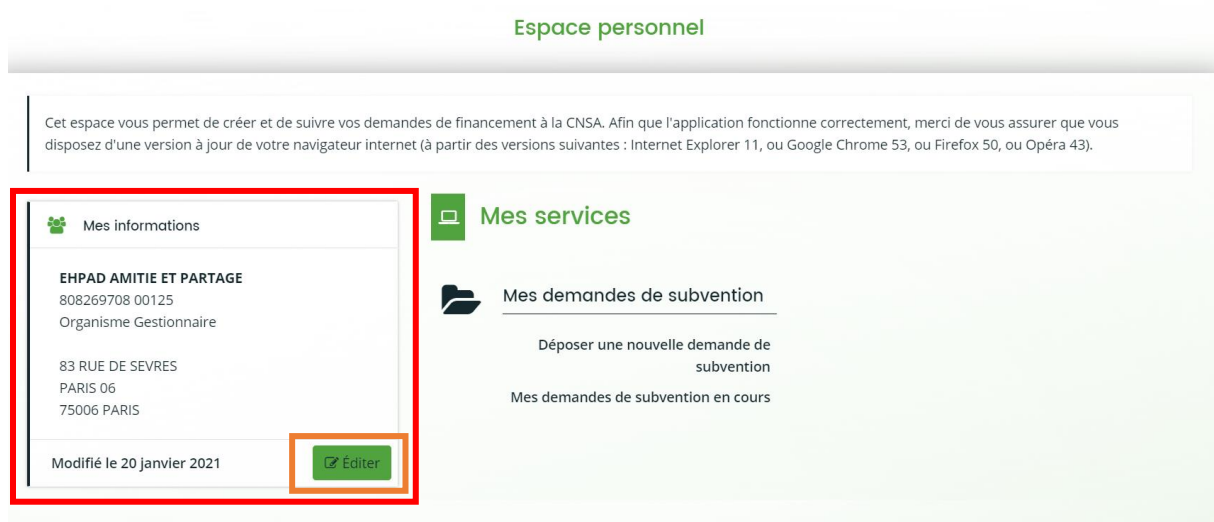 Espace personnel
Cet espace vous permet de créer et de suivre vos demandes de financement à la CNSA. Afin que l'application fonctionne correctement, merci de vous assurer que vous
disposez d'une version à jour de votre navigateur internet (à partir des versions suivantes : Internet Explorer 11, ou Google Chrome 53, ou Firefox 50, ou Opéra 43).
Mes informations
EHPAD AMITIE ET PARTAGE
808269708 00125
Organisme Gestionnaire
83 RUE DE SEVRES
PARIS 06
75006 PARIS
Modifié le 20 janvier 2021
Éditer
Mes services
Mes demandes de subvention
Déposer une nouvelle demande de
subvention
Mes demandes de subvention en cours